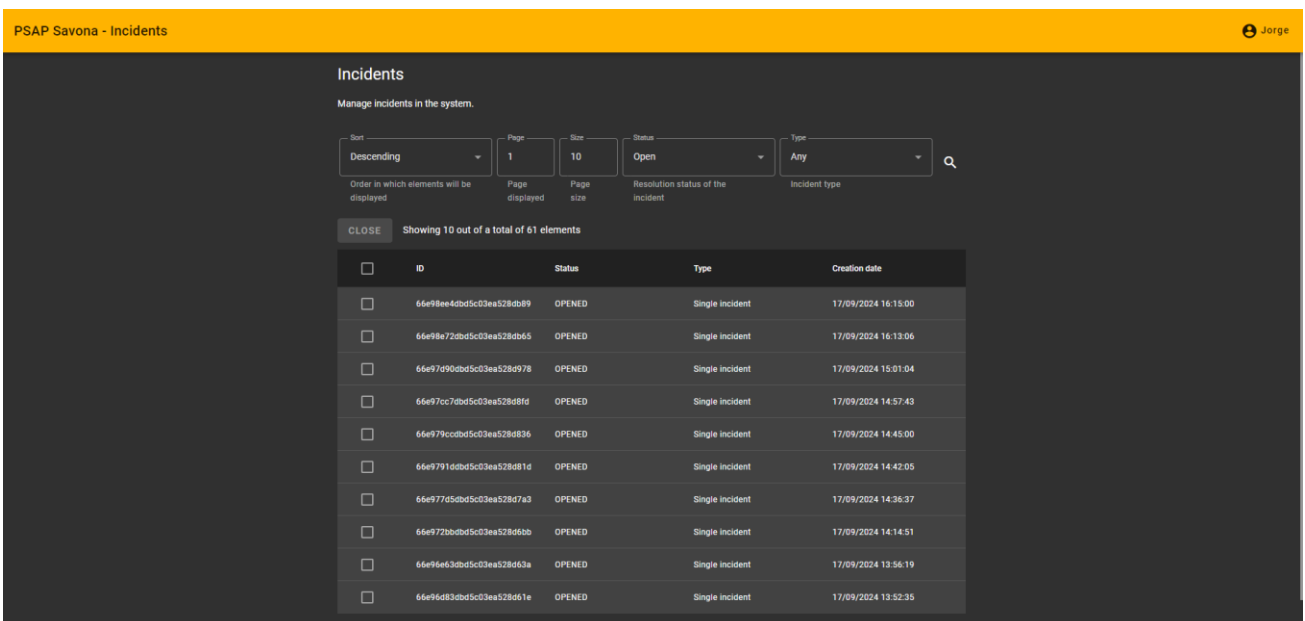 PSAP Savona - Incidents
Jorge
Incidents
Manage incidents in the system.
Sort Page Size Status Type
Descending 1 10 Open Any
Order in which elements will be Page Page Resolution status of the Incident type
displayed displayed size incident
CLOSE Showing 10 out of a total of 61 elements
ID Status Type Creation date
66e98ee4dbd5c03ea528db89 OPENED Single incident 17/09/2024 16:15:00
66e98e72dbd5c03ea528db65 OPENED Single incident 17/09/2024 16:13:06
66e97d90dbd5c03ea528d978 OPENED Single incident 17/09/2024 15:01:04
66e97cc7dbd5c03ea528d8fd OPENED Single incident 17/09/2024 14:57:43
66e979ccdbd5c03ea528d836 OPENED Single incident 17/09/2024 14:45:00
66e9791ddbd5c03ea528d81d OPENED Single incident 17/09/2024 14:42:05
66e977d5dbd5c03ea528d7a3 OPENED Single incident 17/09/2024 14:36:37
66e972bbdbd5c03ea528d6bb OPENED Single incident 17/09/2024 14:14:51
66e96e63dbd5c03ea528d63a OPENED Single incident 17/09/2024 13:56:19
66e96d83dbd5c03ea528d61e OPENED Single incident 17/09/2024 13:52:35